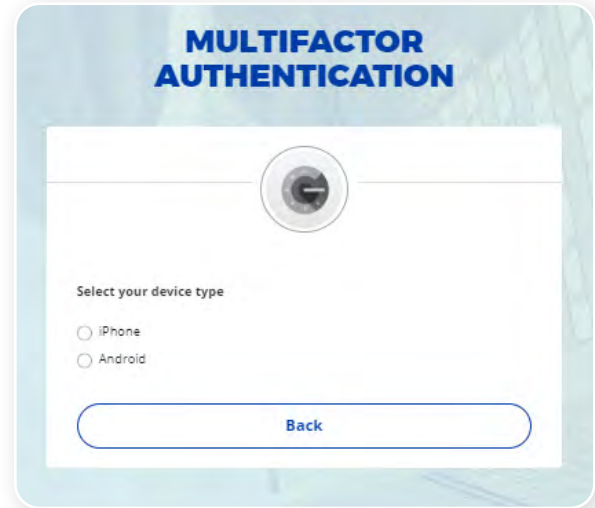 MULTIFACTOR
AUTHENTICATION
Select your device type
iPhone
Android
Back